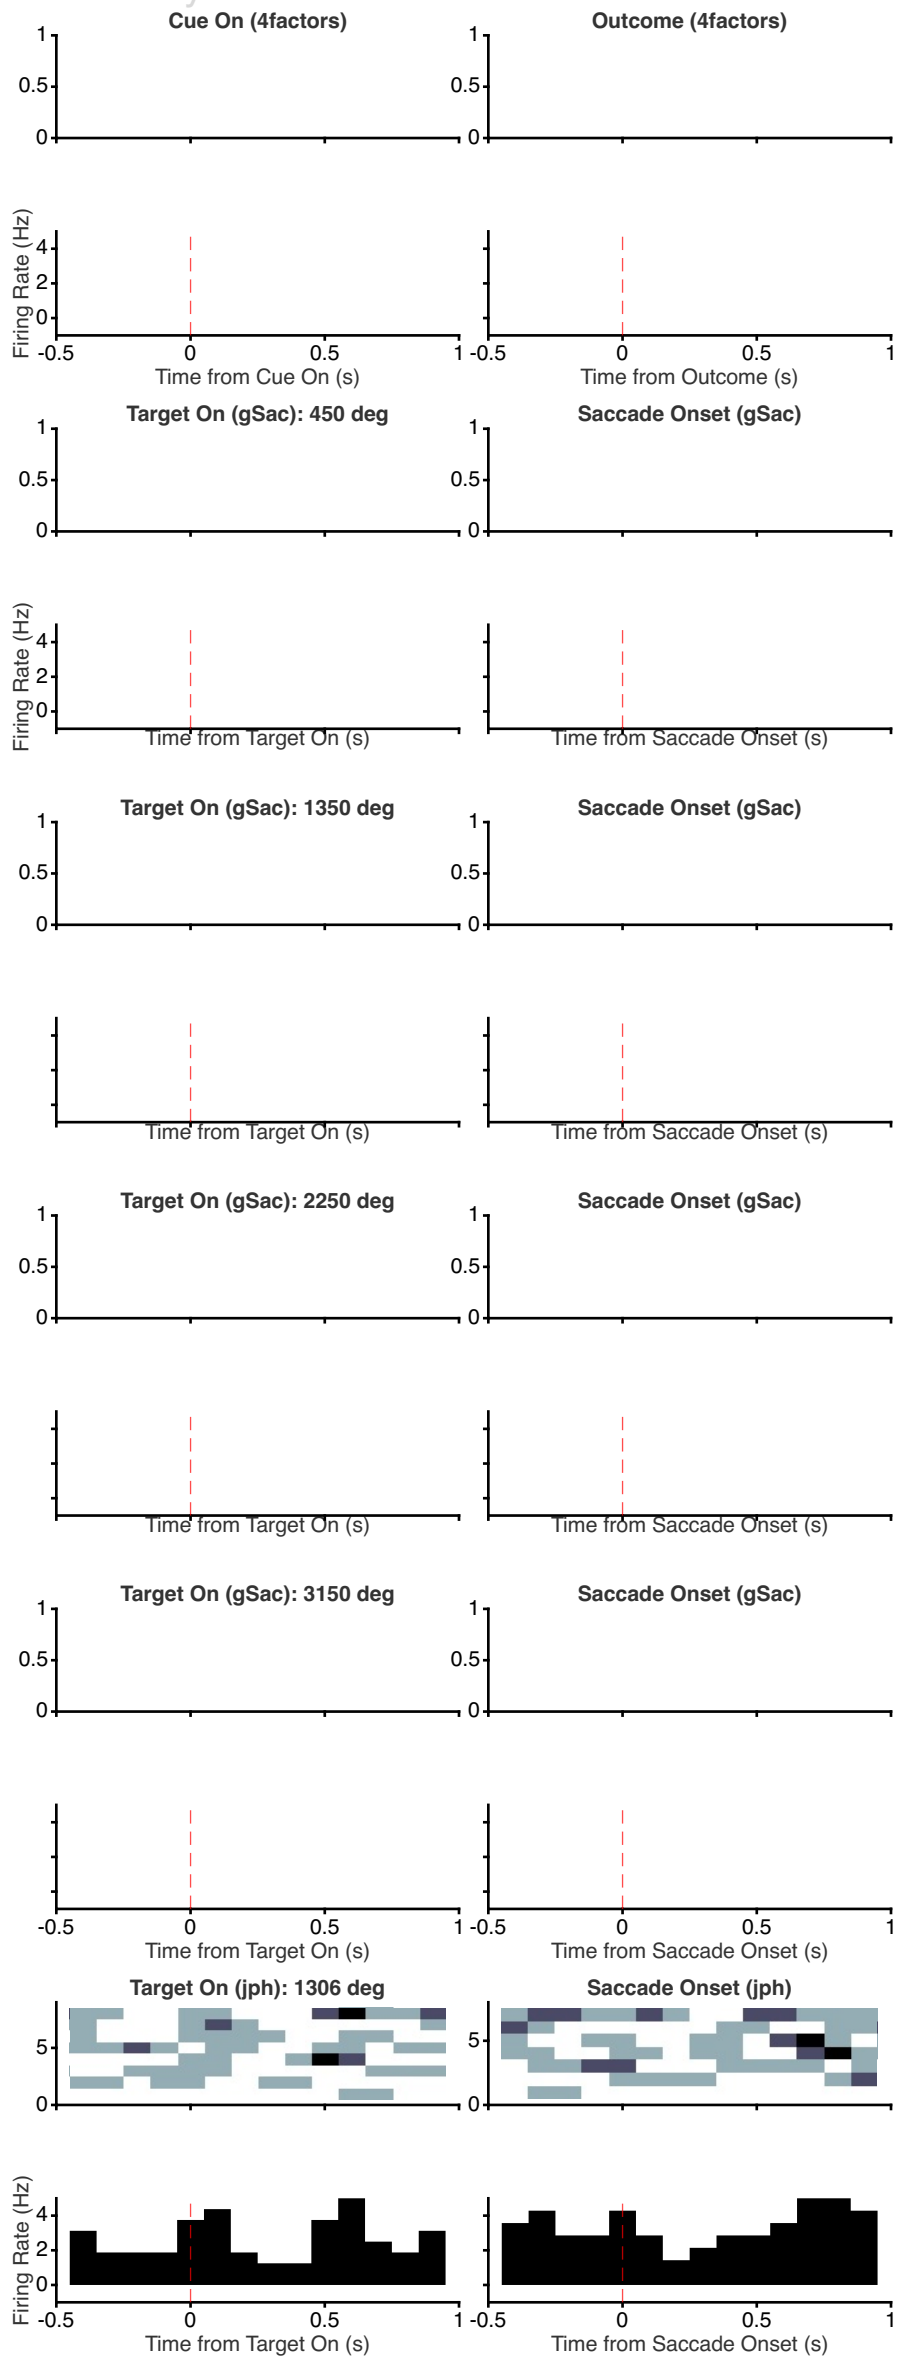 Cue On (4factors)
Outcome (4factors)
1
0.5
0
1
0.5
0
Firing Rate (Hz)
4
2
0
-0.5
0
0.5
1
-0.5
0
0.5
1
Time from Cue On (s)
Time from Outcome (s)
Target On (gSac): 450 deg
Saccade Onset (gSac)
1
0.5
0
1
0.5
0
Firing Rate (Hz)
4
2
0
Time from Target On (s)
Time from Saccade Onset (s)
Target On (gSac): 1350 deg
Saccade Onset (gSac)
1
0.5
0
1
0.5
0
Time from Target On (s)
Time from Saccade Onset (s)
Target On (gSac): 2250 deg
Saccade Onset (gSac)
1
0.5
0
1
0.5
0
Time from Target On (s)
Time from Saccade Onset (s)
Target On (gSac): 3150 deg
Saccade Onset (gSac)
1
0.5
0
1
0.5
0
-0.5
0
0.5
1
-0.5
0
0.5
1
Time from Target On (s)
Time from Saccade Onset (s)
Target On (jph): 1306 deg
Saccade Onset (jph)
5
0
5
0
Firing Rate (Hz)
4
2
0
-0.5
0
0.5
1
-0.5
0
0.5
1
Time from Target On (s)
Time from Saccade Onset (s)